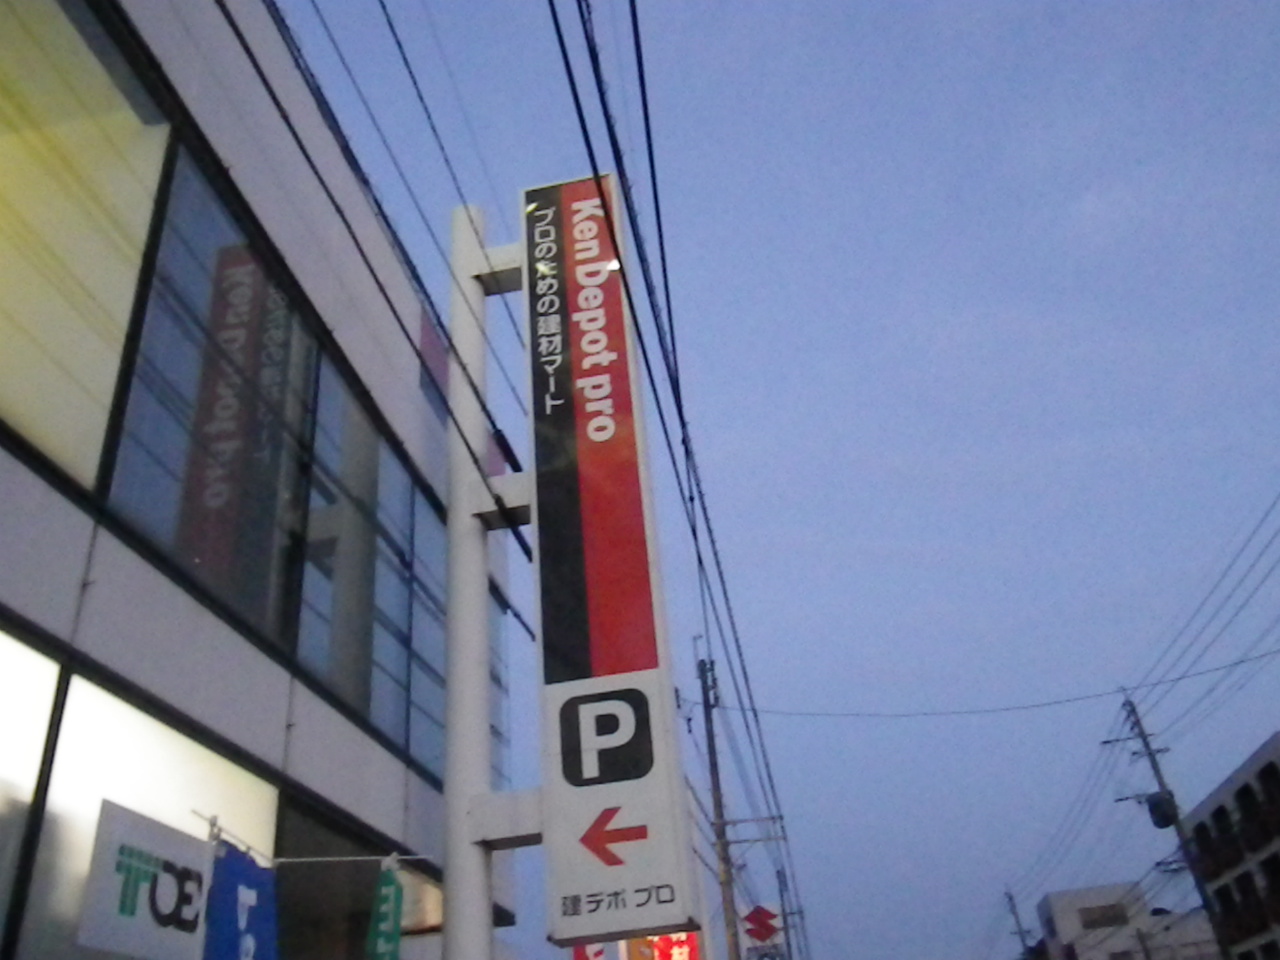 KenDepot pro
プロのための建材マート
P
建デポ プロ